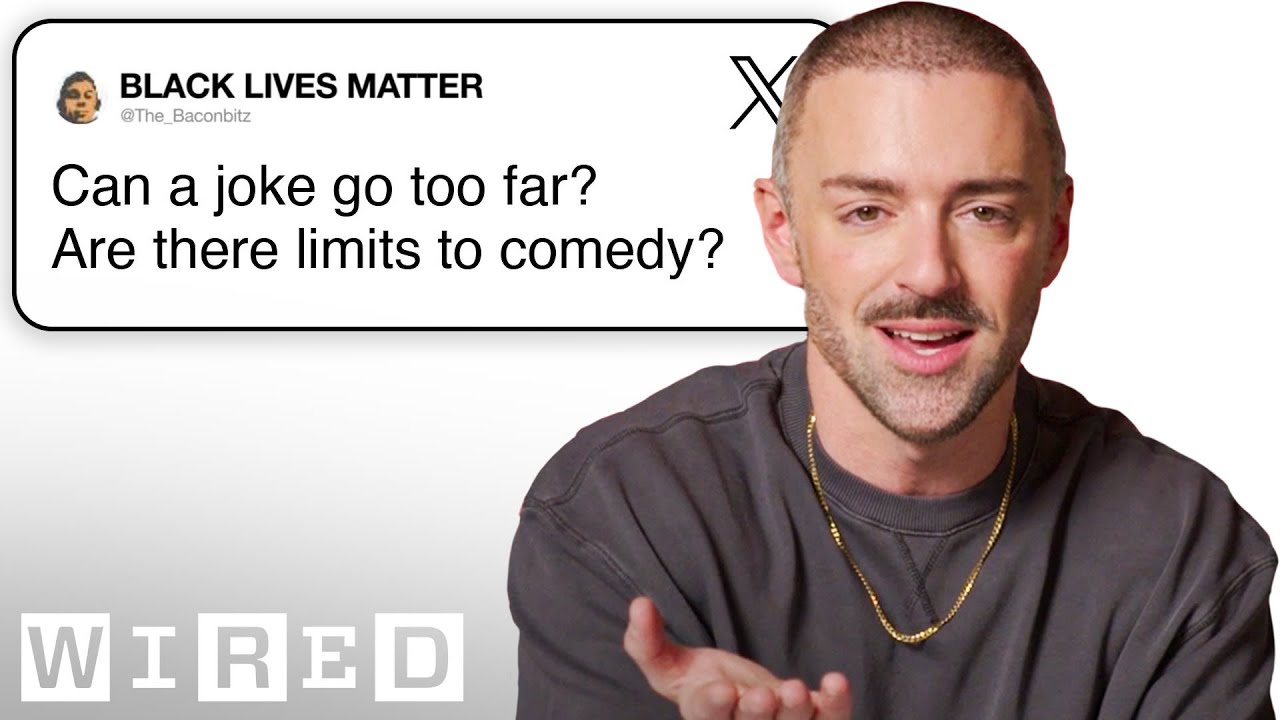 BLACK LIVES MATTER
@The_Baconbitz
Can a joke go too far?
Are there limits to comedy?
WIRED